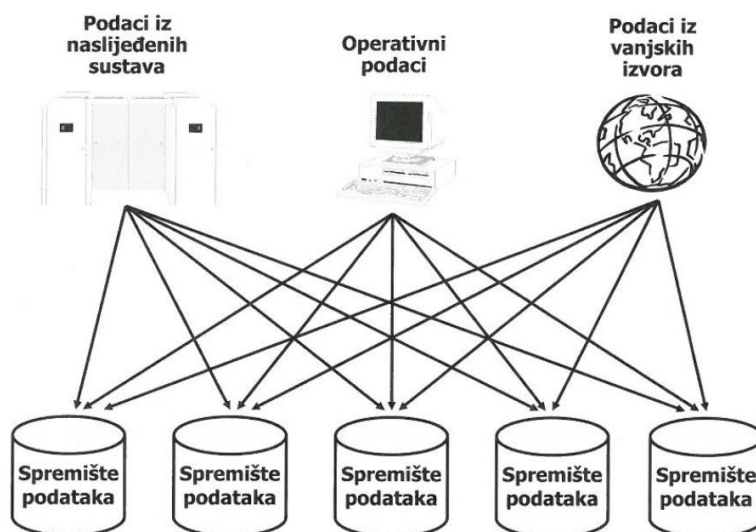 Podaci iz
naslijeđenih
sustava
Operativni
podaci
Podaci iz
vanjskih
izvora
Spremište
podataka
Spremište
podataka
Spremište
podataka
Spremište
podataka
Spremište
podataka